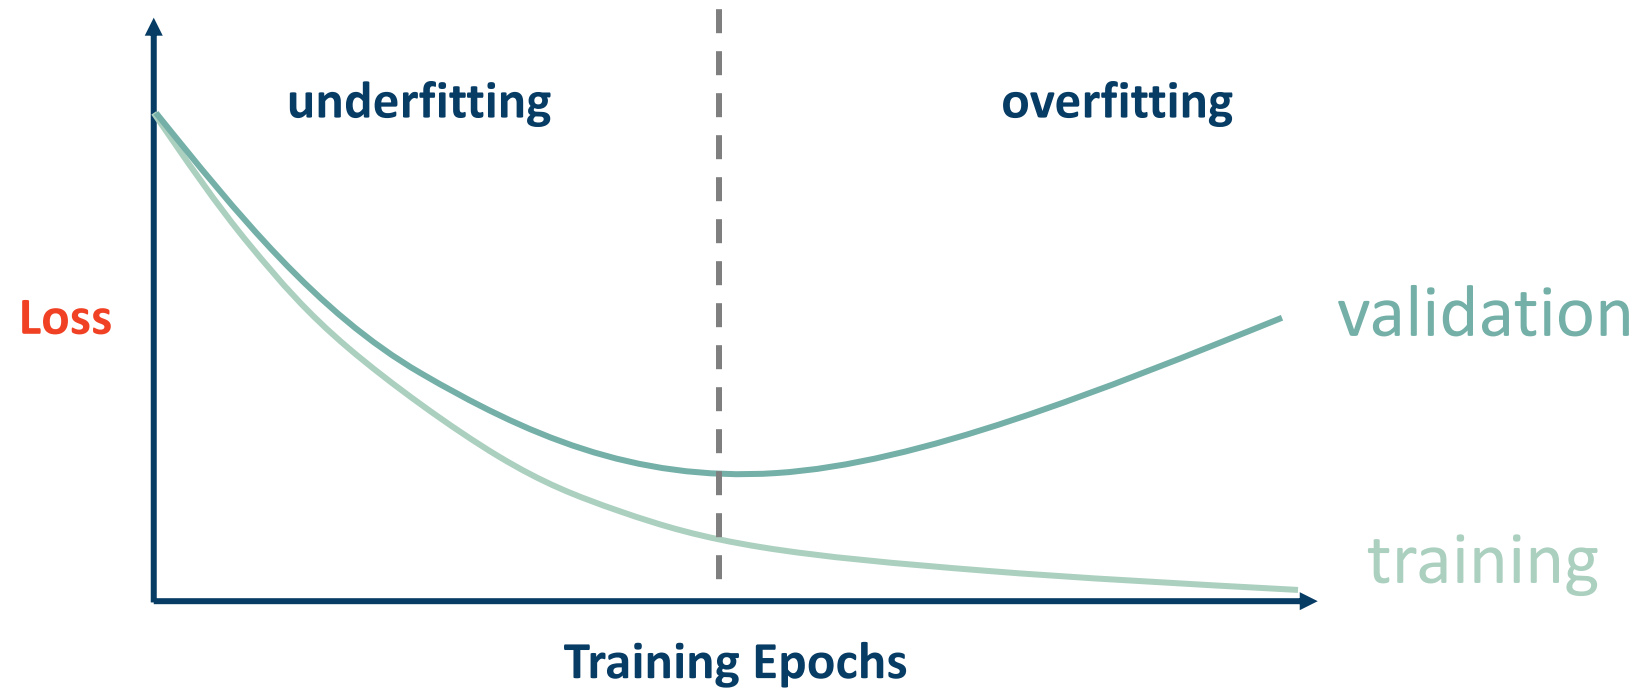 underfitting
overfitting
Loss
validation
training
Training Epochs